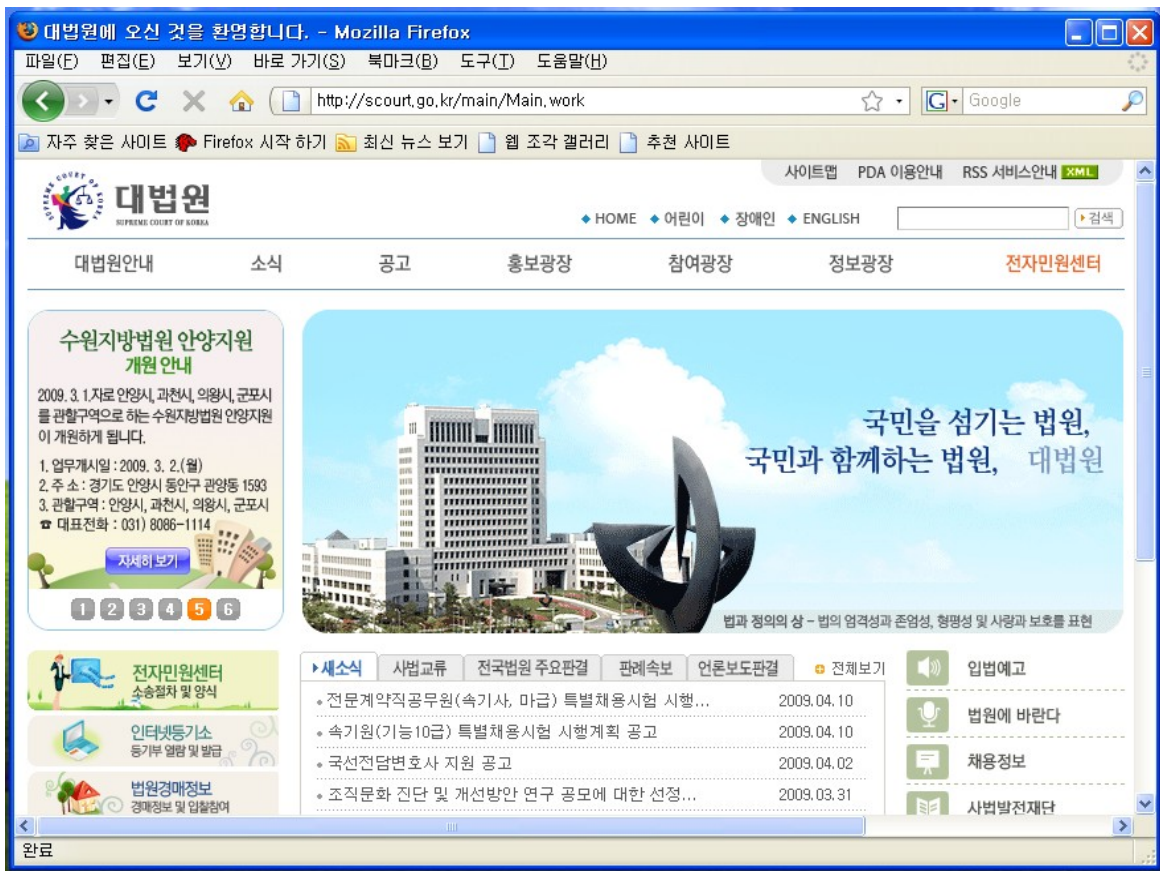 대법원에 오신 것을 환영합니다. - Mozilla Firefox
파일(F) 편집(E) 보기(V) 바로 가기(S) 북마크(B) 도구(T) 도움말(H)
http://scourt.go.kr/main/Main.work
Google
자주 찾은 사이트 Firefox 시작 하기 최신 뉴스 보기 웹 조각 갤러리 추천 사이트
사이트맵 PDA 이용안내 RSS 서비스안내 XML
SUPREME COURT OF KOREA
대법원
SUPREME COURT OF KOREA
HOME 어린이 장애인 ENGLISH 검색
대법원안내 소식 공고 홍보광장 참여광장 정보광장 전자민원센터
수원지방법원 안양지원
개원 안내
2009. 3. 1.자로 안양시, 과천시, 의왕시, 군포시
를 관할구역으로 하는 수원지방법원 안양지원
이 개원하게 됩니다.
1. 업무개시일 : 2009. 3. 2.(월)
2. 주 소 : 경기도 안양시 동안구 관양동 1593
3. 관할구역 : 안양시, 과천시, 의왕시, 군포시
☎ 대표전화 : 031) 8086-1114
자세히 보기
1 2 3 4 5 6
국민을 섬기는 법원,
국민과 함께하는 법원, 대법원
법과 정의의 상 - 법의 엄격성과 존엄성, 형평성 및 사랑과 보호를 표현
전자민원센터
소송절차 및 양식
인터넷등기소
등기부 열람 및 발급
법원경매정보
경매정보 및 입찰참여
새소식 사법교류 전국법원 주요판결 판례속보 언론보도판결 전체보기
전문계약직공무원(속기사, 마급) 특별채용시험 시행... 2009.04.10
속기원(기능10급) 특별채용시험 시행계획 공고 2009.04.10
국선전담변호사 지원 공고 2009.04.02
조직문화 진단 및 개선방안 연구 공모에 대한 선정... 2009.03.31
입법예고
법원에 바란다
채용정보
사법발전재단
완료